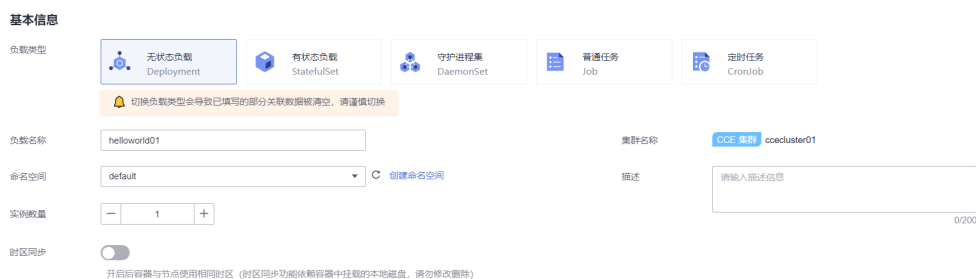 基本信息
负载类型
无状态负载
Deployment
有状态负载
StatefulSet
守护进程集
DaemonSet
普通任务
Job
定时任务
CronJob
切换负载类型会导致已填写的部分关联数据被清空，请谨慎切换
负载名称
helloworld01
集群名称
CCE 集群 ccecluster01
命名空间
default
创建命名空间
描述
请输入描述信息
0/200
实例数量
1
时区同步
开启后容器与节点使用相同时区（时区同步功能依赖容器中挂载的本地磁盘，请勿修改删除）